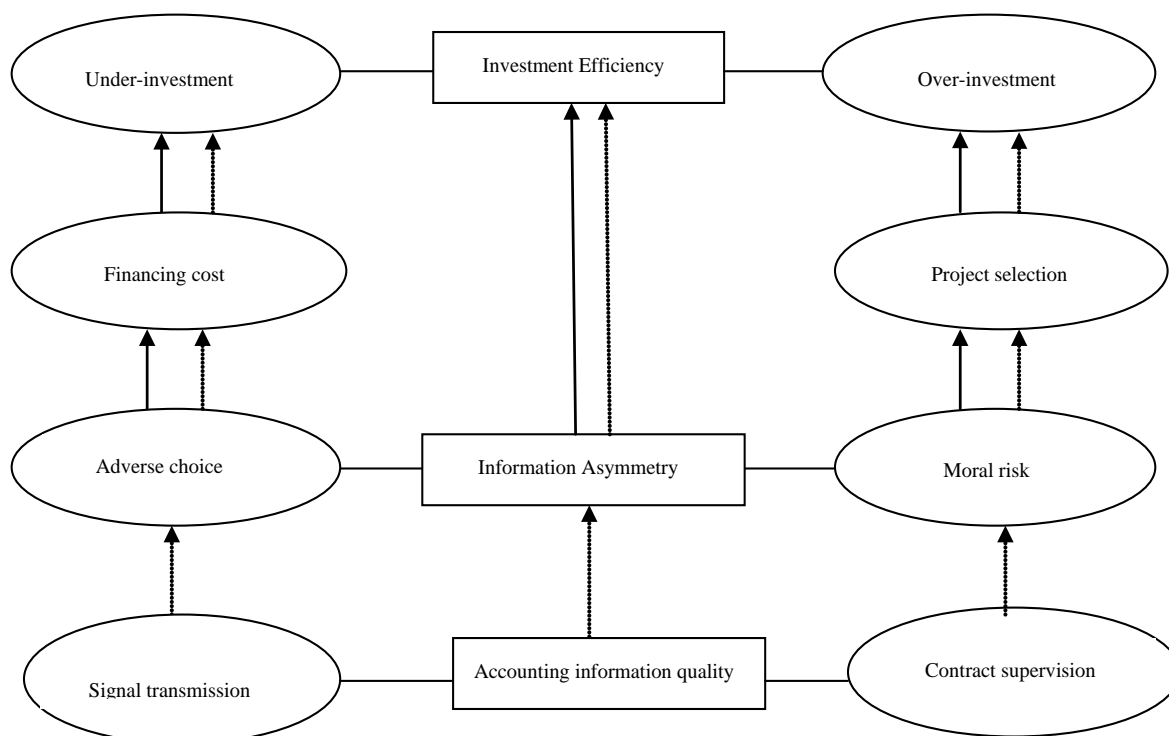 Under-investment
Investment Efficiency
Over-investment
Financing cost
Project selection
Adverse choice
Information Asymmetry
Moral risk
Signal transmission
Accounting information quality
Contract supervision